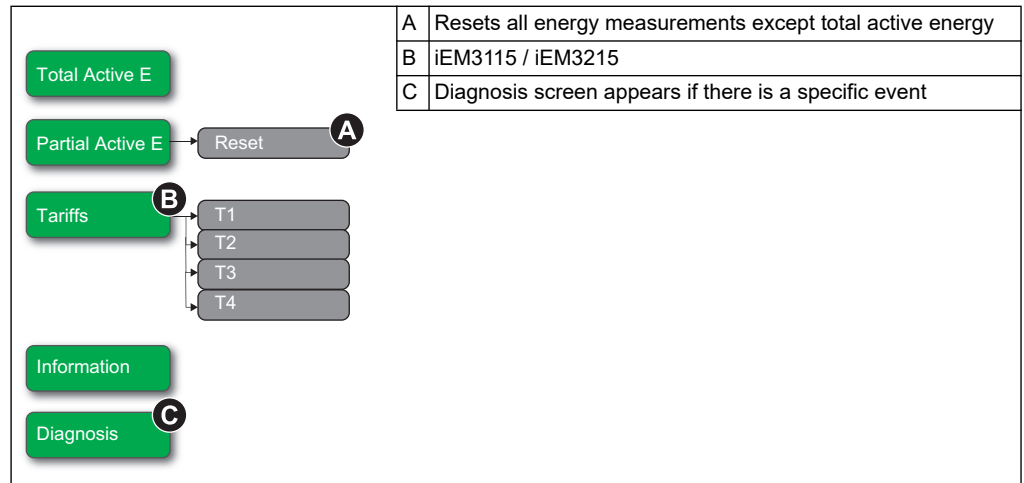 A Resets all energy measurements except total active energy
B iEM3115 / iEM3215
C Diagnosis screen appears if there is a specific event
Total Active E
Partial Active E
Reset
A
Tariffs
B
T1
T2
T3
T4
Information
Diagnosis
C